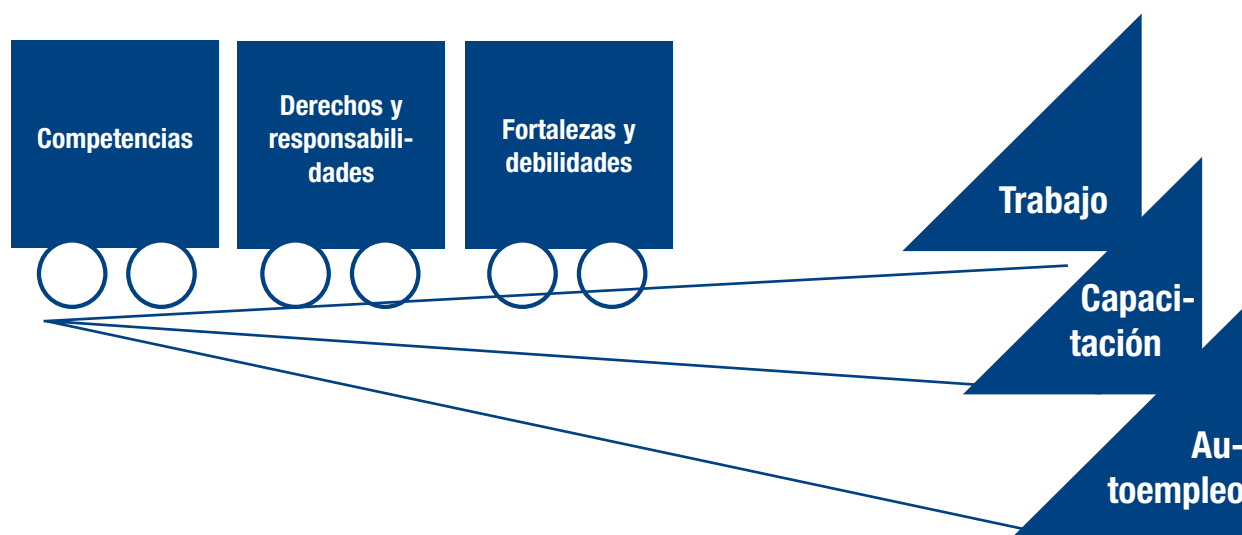 Competencias
Derechos y
responsabili-
dades
Fortalezas y
debilidades
Trabajo
Capaci-
tación
Au-
toempleo